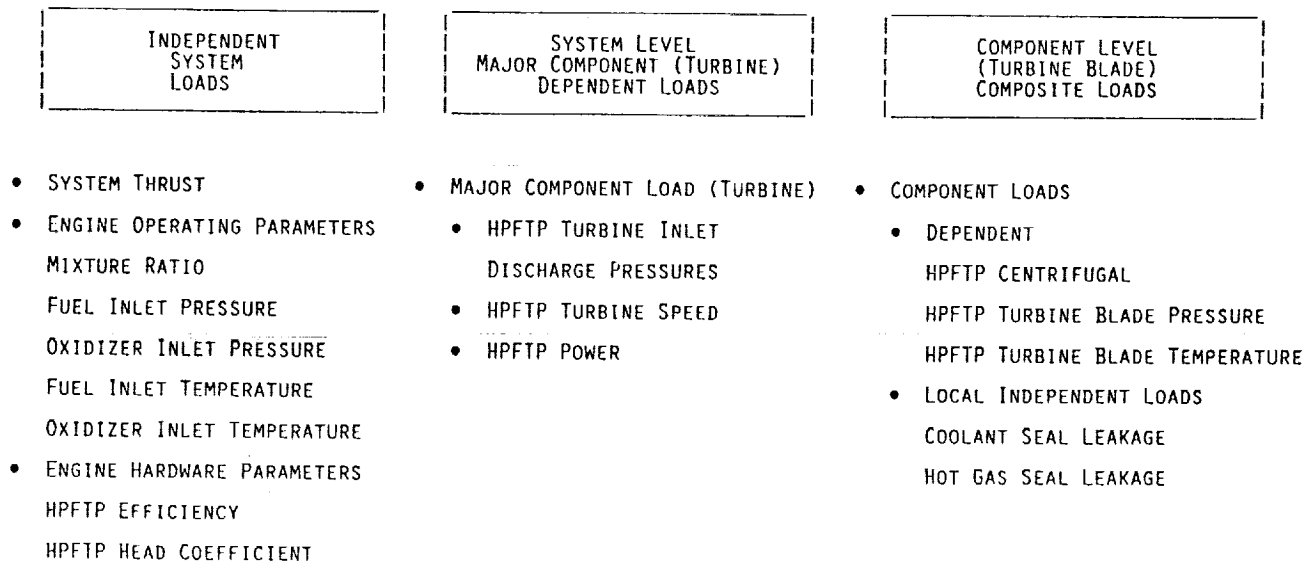 INDEPENDENT
SYSTEM
LOADS
SYSTEM LEVEL
MAJOR COMPONENT (TURBINE)
DEPENDENT LOADS
COMPONENT LEVEL
(TURBINE BLADE)
COMPOSITE LOADS
• SYSTEM THRUST
• ENGINE OPERATING PARAMETERS
MIXTURE RATIO
FUEL INLET PRESSURE
OXIDIZER INLET PRESSURE
FUEL INLET TEMPERATURE
OXIDIZER INLET TEMPERATURE
• ENGINE HARDWARE PARAMETERS
HPFTP EFFICIENCY
HPFTP HEAD COEFFICIENT
• MAJOR COMPONENT LOAD (TURBINE)
• HPFTP TURBINE INLET
DISCHARGE PRESSURES
• HPFTP TURBINE SPEED
• HPFTP POWER
• COMPONENT LOADS
• DEPENDENT
HPFTP CENTRIFUGAL
HPFTP TURBINE BLADE PRESSURE
HPFTP TURBINE BLADE TEMPERATURE
• LOCAL INDEPENDENT LOADS
COOLANT SEAL LEAKAGE
HOT GAS SEAL LEAKAGE